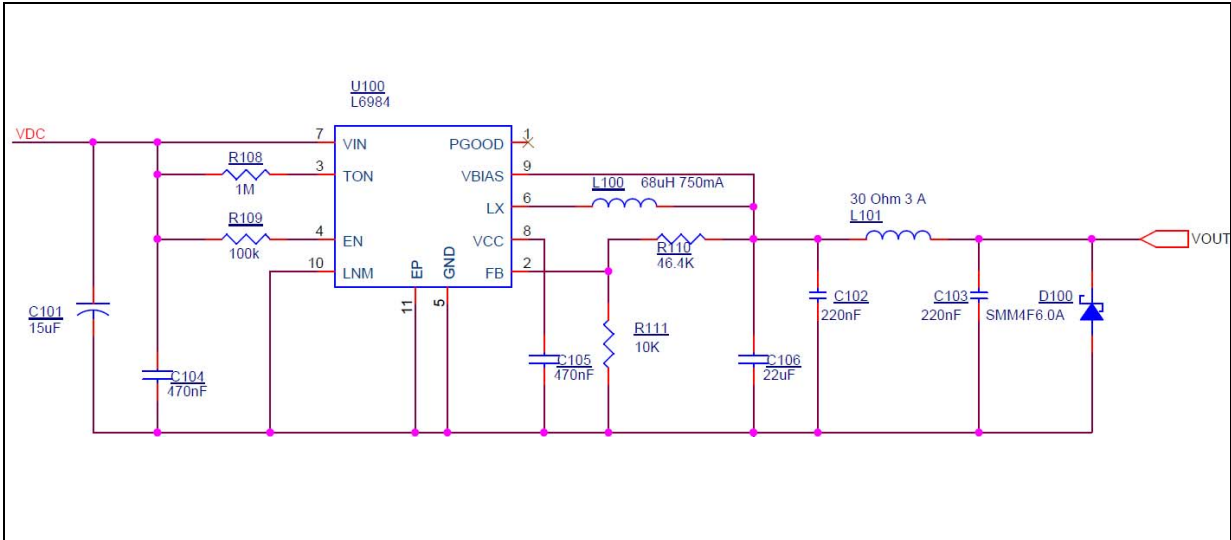 U100
L6984
VDC
7
VIN
PGOOD
1
R108
1M
3
TON
VBIAS
9
L100
68uH 750mA
LX
6
30 Ohm 3 A
L101
R109
100k
4
EN
VCC
8
R110
46.4K
VOUT
10
LNM
EP
GND
FB
2
11
5
C101
15uF
C102
220nF
C103
220nF
D100
SMM4F6.0A
R111
10K
C104
470nF
C105
470nF
C106
22uF